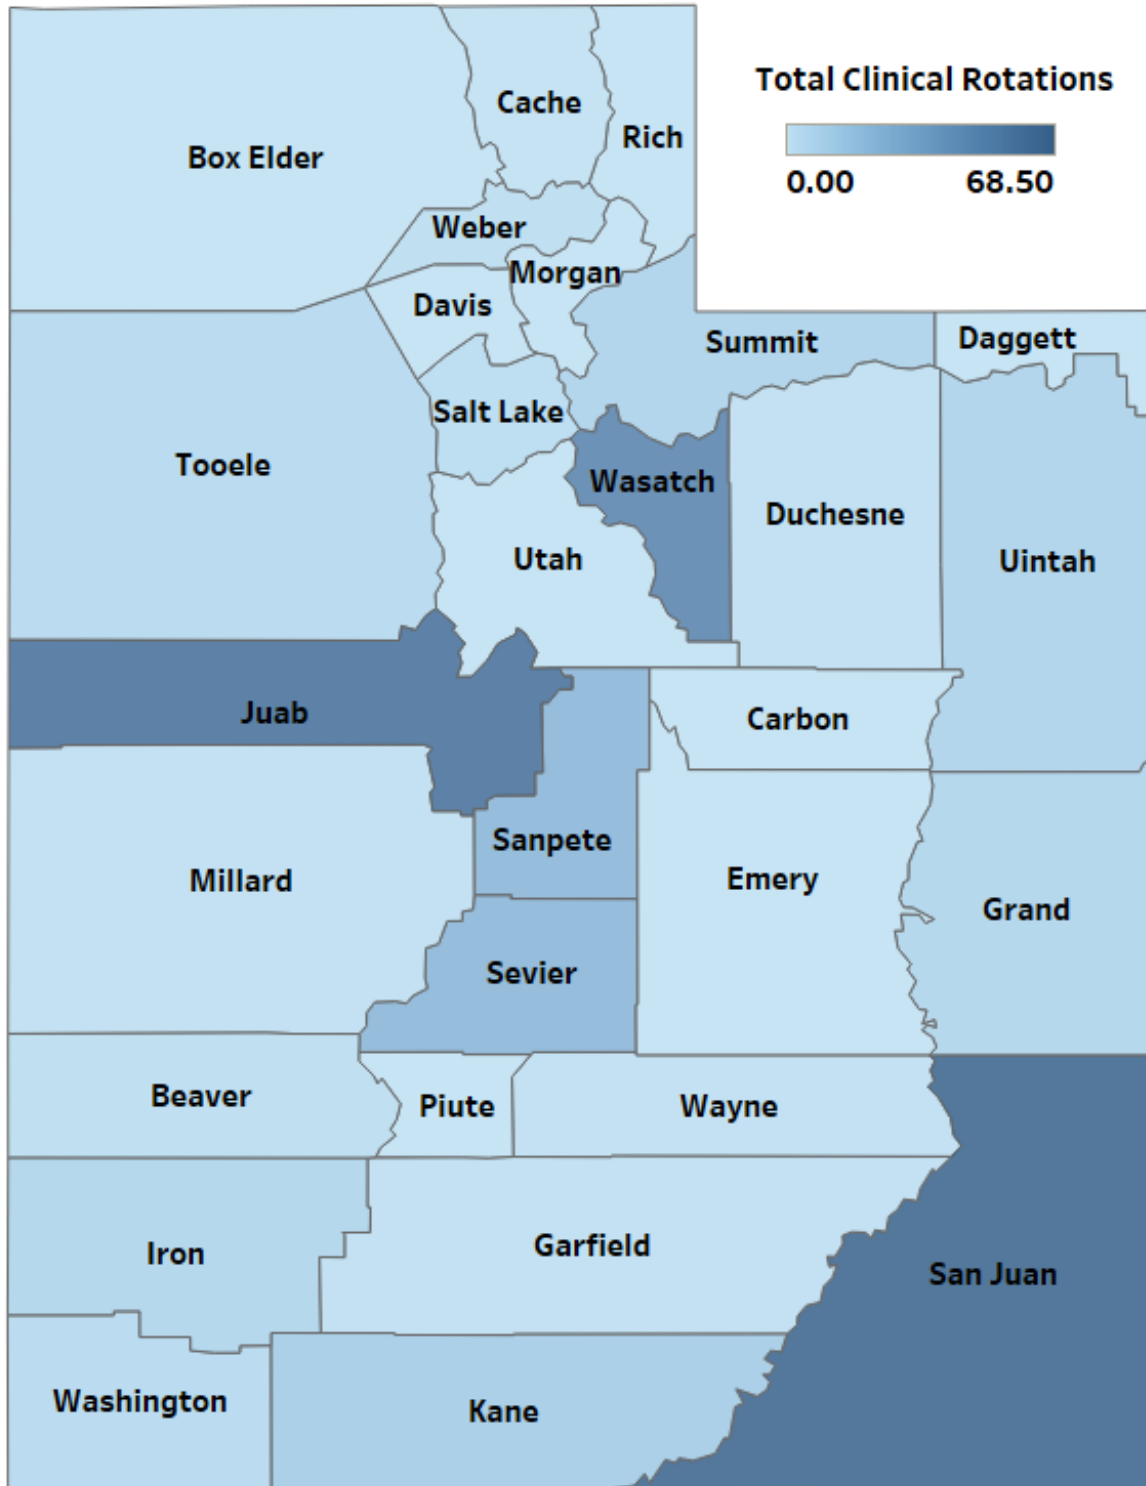 Total Clinical Rotations
0.00 68.50
Cache
Rich
Box Elder
Weber
Morgan
Davis
Summit
Daggett
Salt Lake
Tooele
Wasatch
Duchesne
Utah
Uintah
Juab
Carbon
Sanpete
Millard
Emery
Grand
Sevier
Beaver
Piute
Wayne
Iron
Garfield
San Juan
Washington
Kane